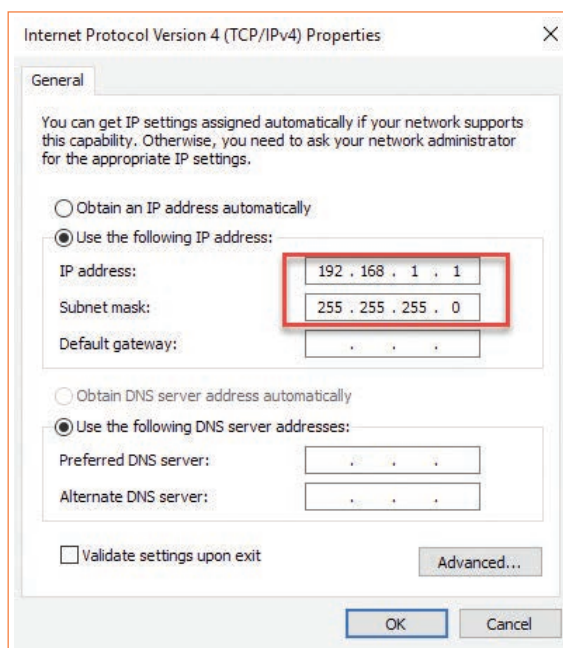 Internet Protocol Version 4 (TCP/IPv4) Properties
General
You can get IP settings assigned automatically if your network supports
this capability. Otherwise, you need to ask your network administrator
for the appropriate IP settings.
Obtain an IP address automatically
Use the following IP address:
IP address: 192 . 168 . 1 . 1
Subnet mask: 255 . 255 . 255 . 0
Default gateway: . . .
Obtain DNS server address automatically
Use the following DNS server addresses:
Preferred DNS server: . . .
Alternate DNS server: . . .
Validate settings upon exit
Advanced...
OK Cancel